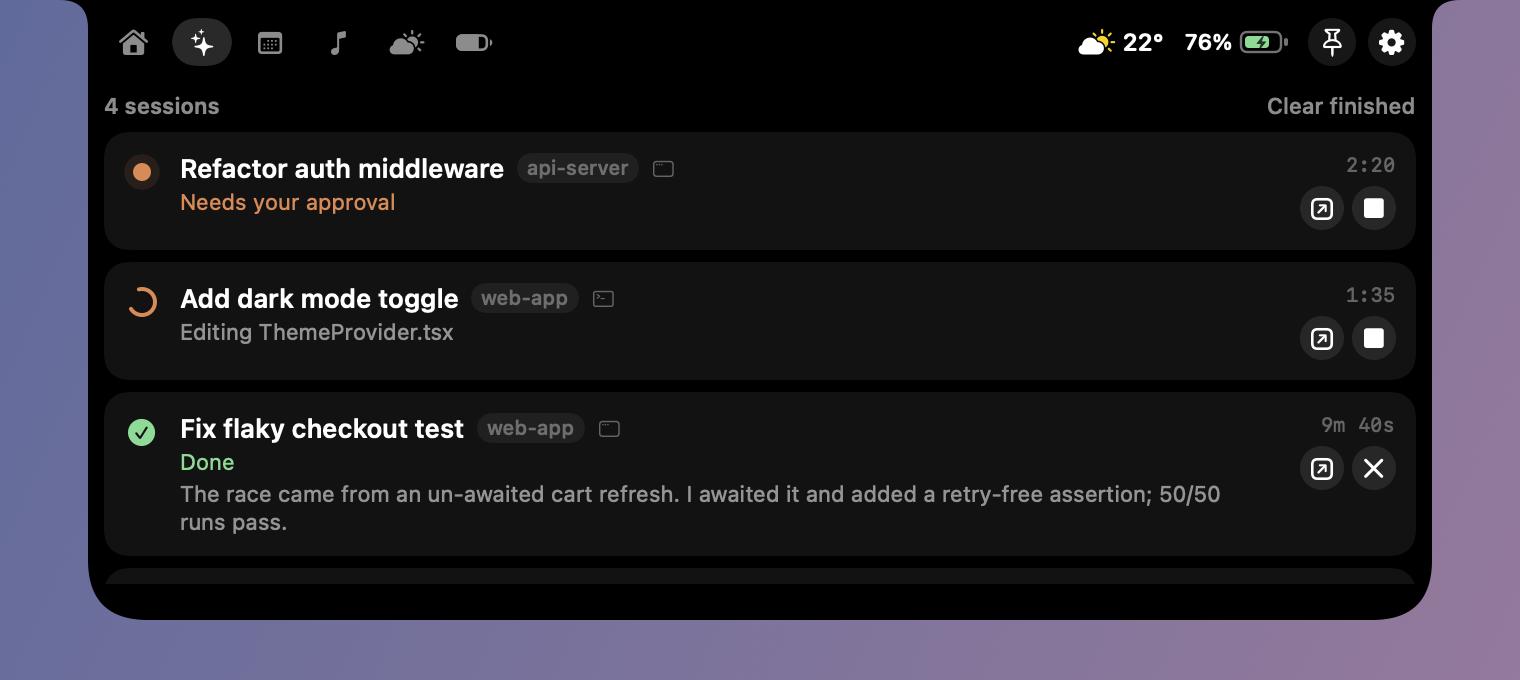 22° 76%
4 sessions Clear finished
Refactor auth middleware api-server 2:20
Needs your approval
Add dark mode toggle web-app 1:35
Editing ThemeProvider.tsx
Fix flaky checkout test web-app 9m 40s
Done
The race came from an un-awaited cart refresh. I awaited it and added a retry-free assertion; 50/50
runs pass.